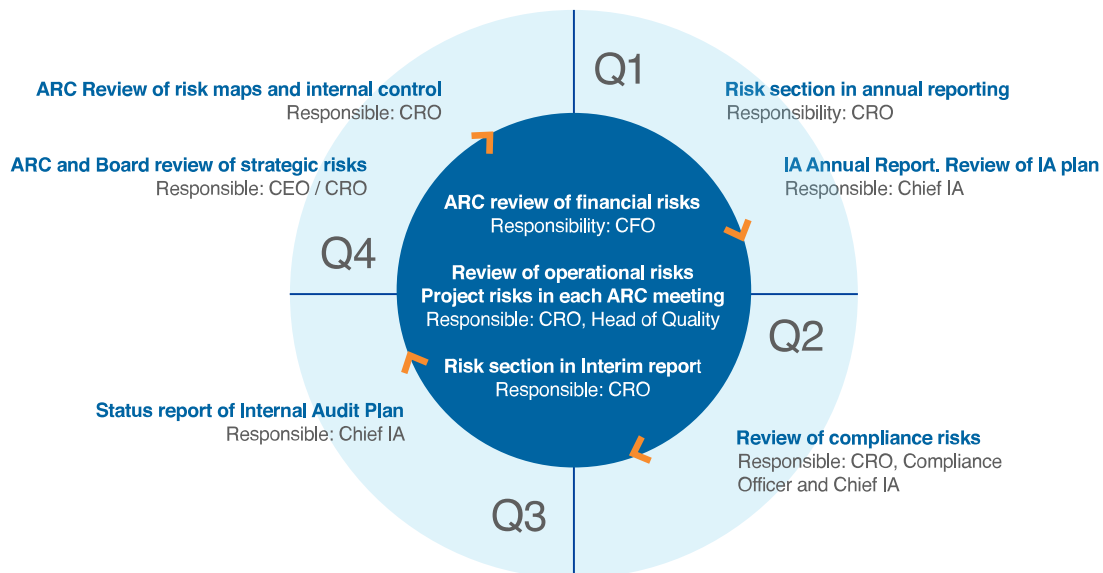 Q1
Risk section in annual reporting
Responsibility: CRO
IA Annual Report. Review of IA plan
Responsible: Chief IA
Q2
Review of compliance risks
Responsible: CRO, Compliance
Officer and Chief IA
Q3
Status report of Internal Audit Plan
Responsible: Chief IA
Q4
ARC Review of risk maps and internal control
Responsible: CRO
ARC and Board review of strategic risks
Responsible: CEO / CRO
ARC review of financial risks
Responsibility: CFO
Review of operational risks
Project risks in each ARC meeting
Responsible: CRO, Head of Quality
Risk section in Interim report
Responsible: CRO